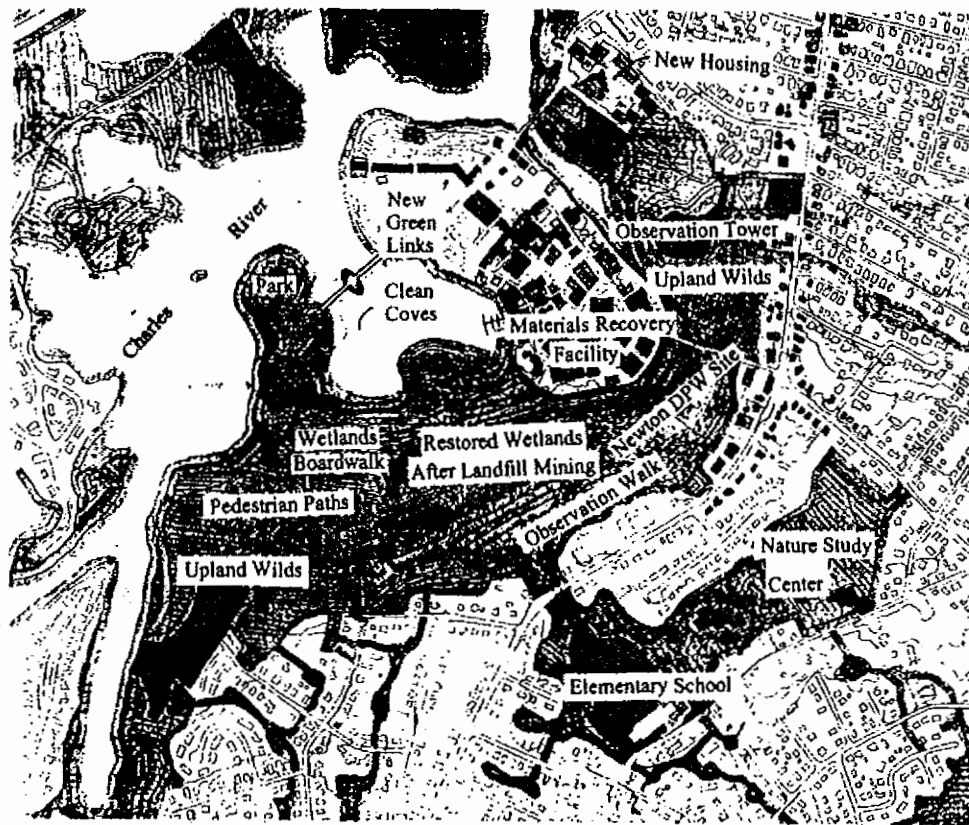 New Housing
New
Green
Links
River
Observation Tower
Park
Upland Wilds
Clean
Coves
Charles
Materials Recovery
Facility
Newton DPW Site
Wetlands
Boardwalk
Restored Wetlands
After Landfill Mining
Observation Walk
Pedestrian Paths
Nature Study
Center
Upland Wilds
Elementary School